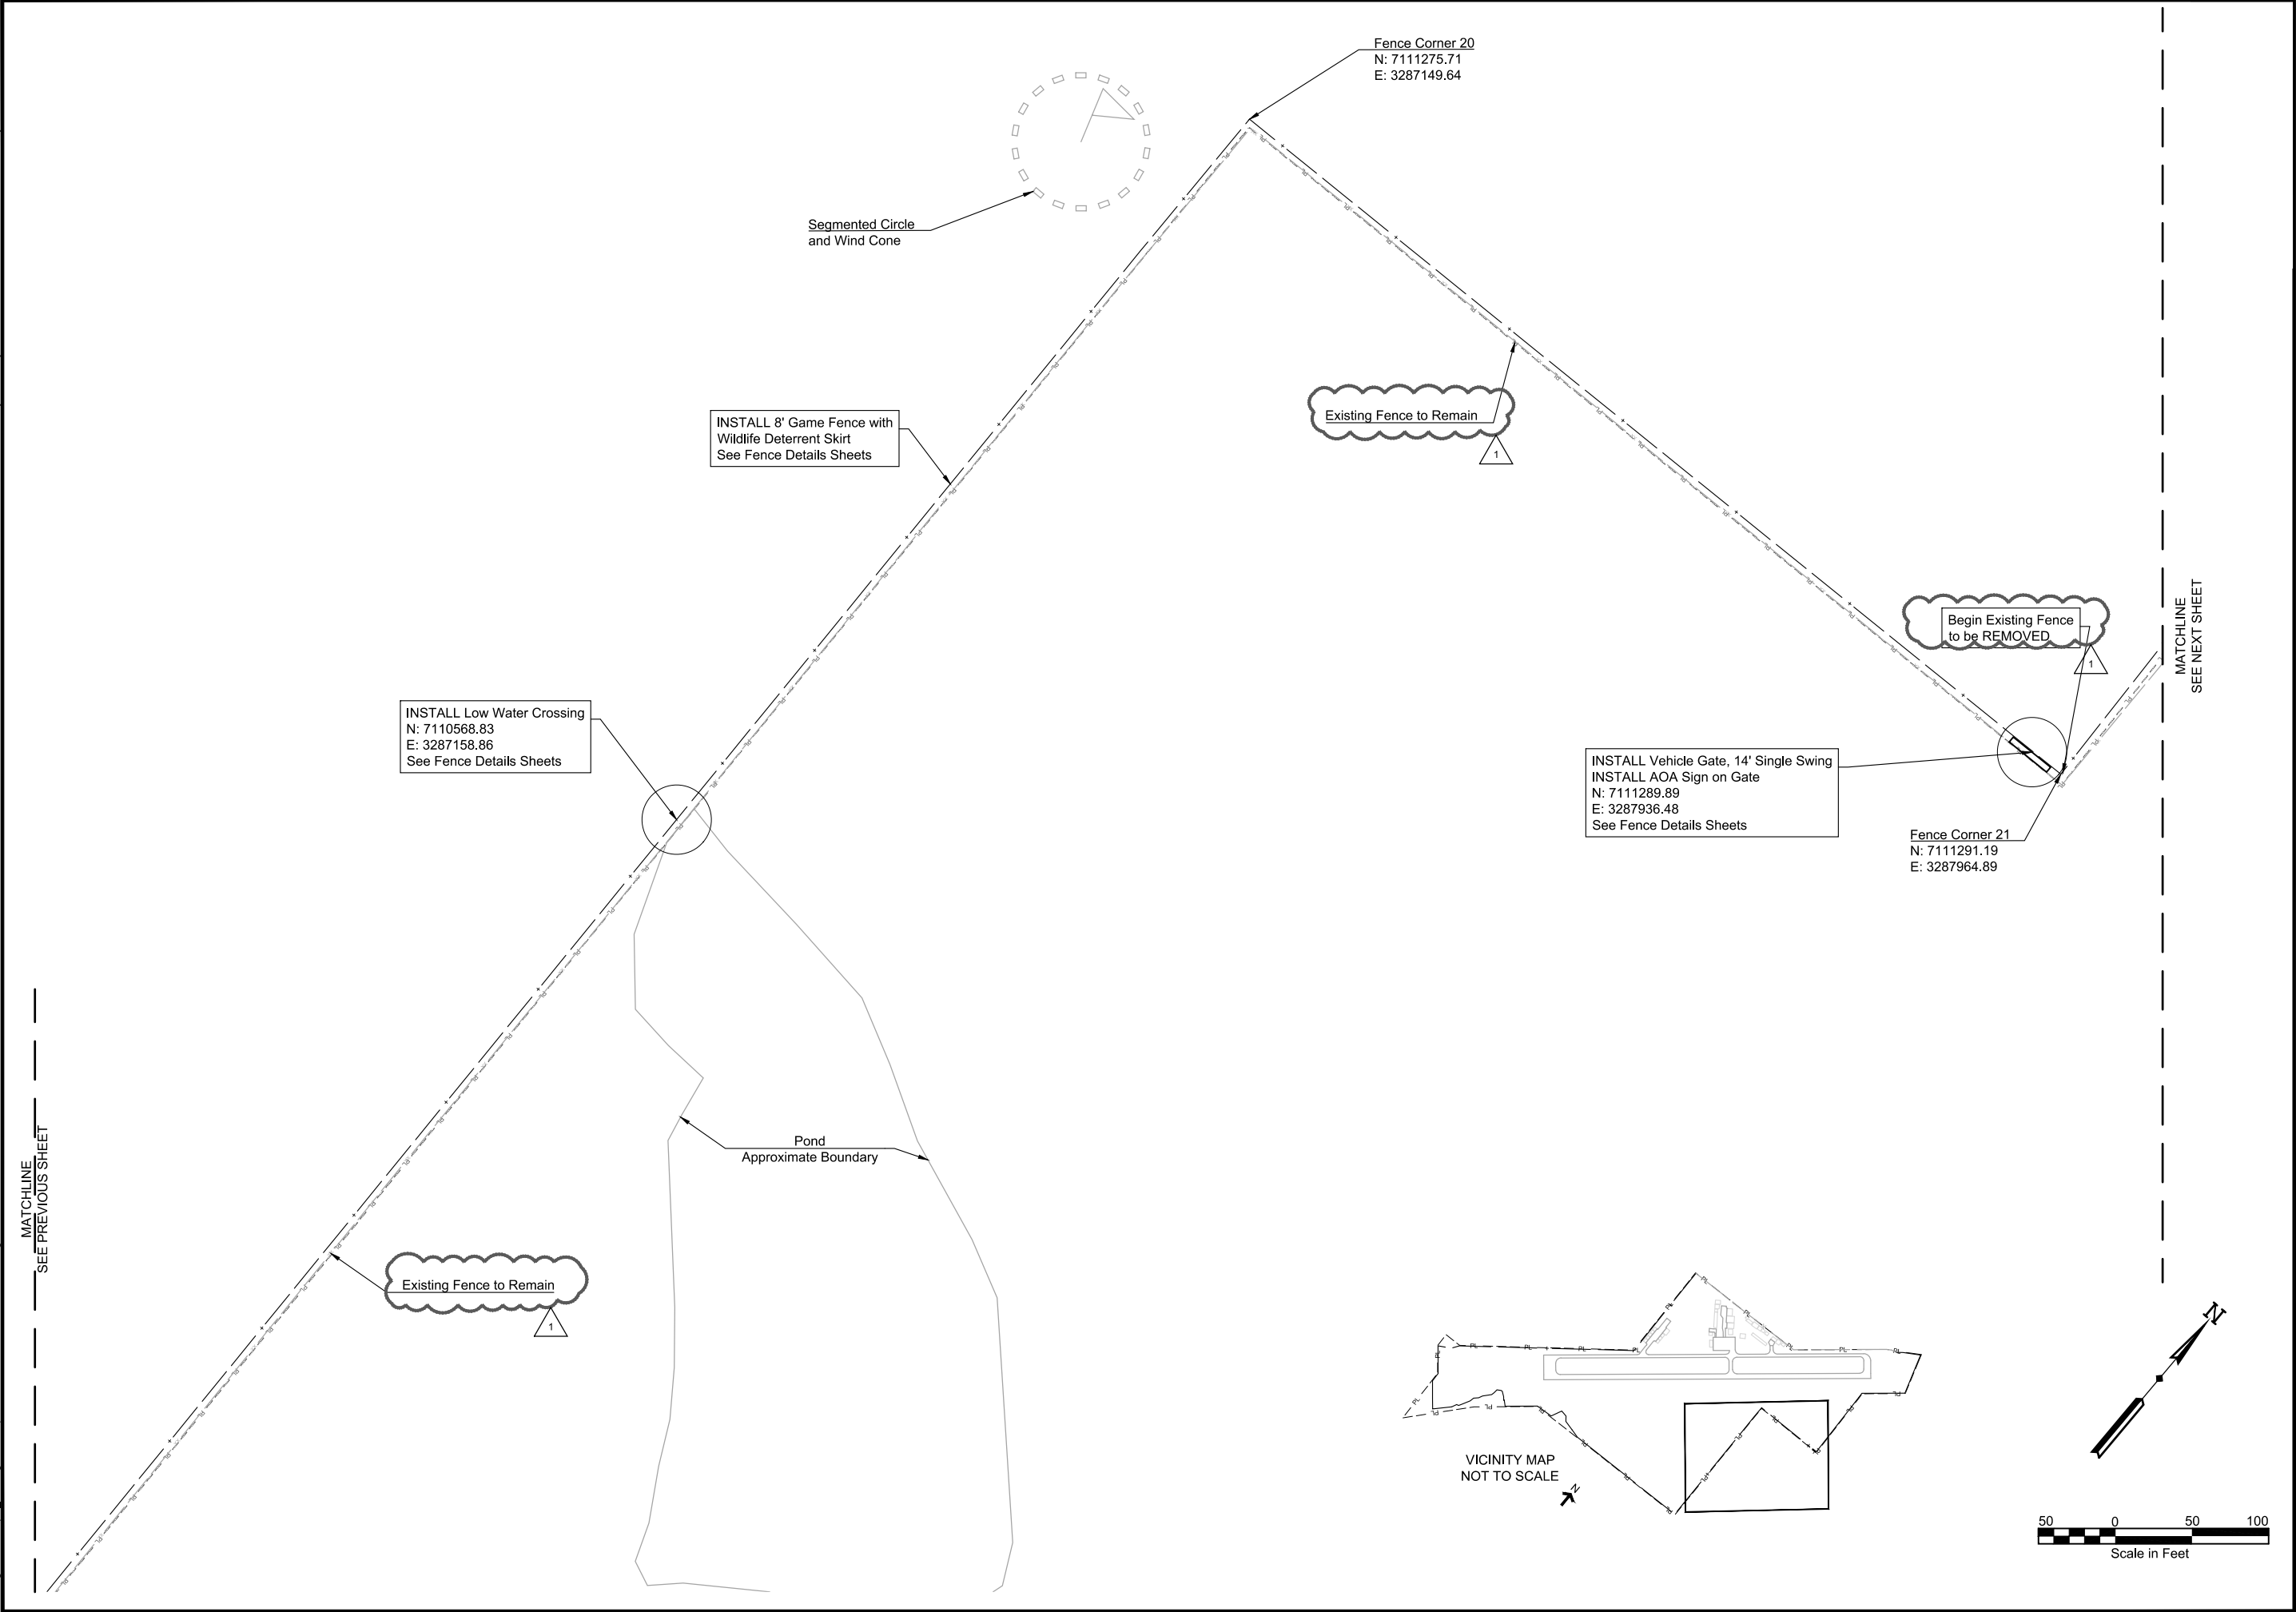 Fence Corner 20
N: 7111275.71
E: 3287149.64
Segmented Circle
and Wind Cone
INSTALL 8' Game Fence with
Wildlife Deterrent Skirt
See Fence Details Sheets
Existing Fence to Remain
1
Begin Existing Fence
to be REMOVED
1
MATCHLINE
SEE NEXT SHEET
INSTALL Low Water Crossing
N: 7110568.83
E: 3287158.86
See Fence Details Sheets
INSTALL Vehicle Gate, 14' Single Swing
INSTALL AOA Sign on Gate
N: 7111289.89
E: 3287936.48
See Fence Details Sheets
Fence Corner 21
N: 7111291.19
E: 3287964.89
Pond
Approximate Boundary
MATCHLINE
SEE PREVIOUS SHEET
Existing Fence to Remain
1
VICINITY MAP
NOT TO SCALE
N
N
50 0 50 100
Scale in Feet